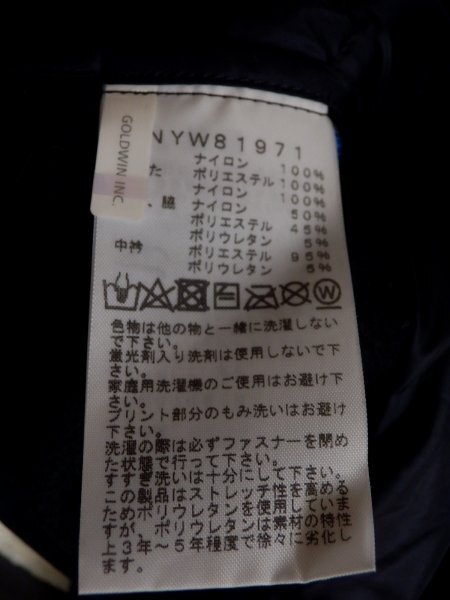 GOLDWIN INC.
NYW81971
ナイロン 100%
た ポリエステル 100%
ナイロン 100%
脇 ナイロン 50%
ポリエステル 45%
ポリウレタン 5%
中衿 ポリエステル 95%
ポリウレタン 5%
W
色物は他の物と一緒に洗濯しない
で下さい。
蛍光剤入り洗剤は使用しないで下
さい。
家庭用洗濯機のご使用はお避け下
さい。
プリント部分のもみ洗いはお避け
下さい。
洗濯の際は必ずファスナーを閉め
た状態で行って下さい。
すすぎ洗いは十分にして下さい。
この製品はストレッチ性を高める
ためポリウレタンを使用していま
すが、ポリウレタンは素材の特性
上3年〜5年程度で徐々に劣化し
ます。